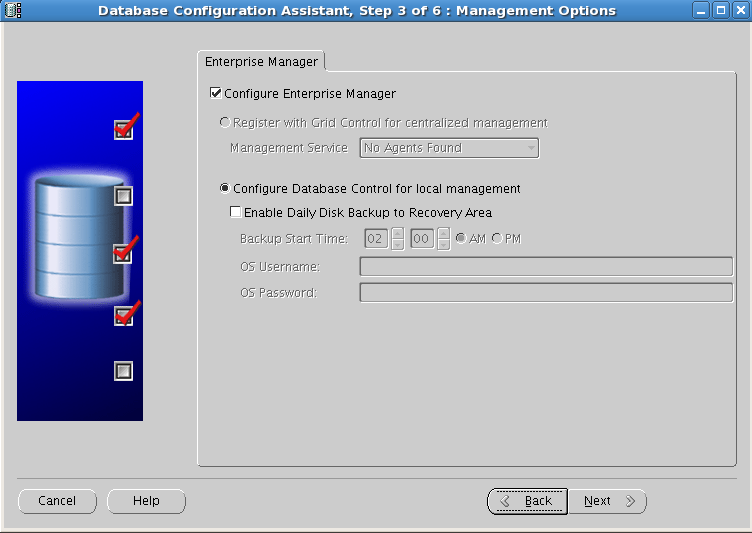 Database Configuration Assistant, Step 3 of 6 : Management Options
Enterprise Manager
Configure Enterprise Manager
Register with Grid Control for centralized management
Management Service No Agents Found
Configure Database Control for local management
Enable Daily Disk Backup to Recovery Area
Backup Start Time: 02 00 AM PM
OS Username:
OS Password:
Cancel Help Back Next